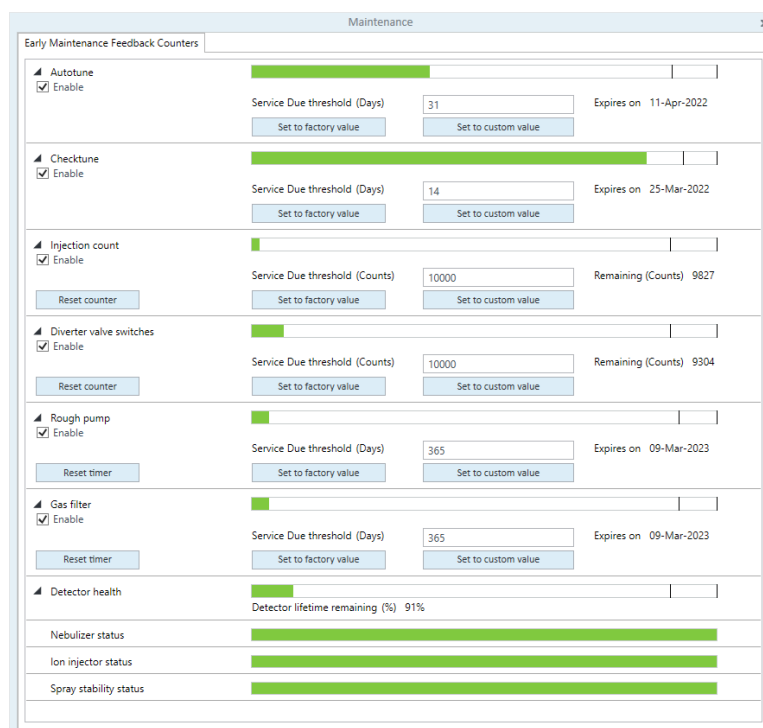 Maintenance
Early Maintenance Feedback Counters
Autotune
Enable
Service Due threshold (Days) 31 Expires on 11-Apr-2022
Set to factory value Set to custom value
Checktune
Enable
Service Due threshold (Days) 14 Expires on 25-Mar-2022
Set to factory value Set to custom value
Injection count
Enable
Service Due threshold (Counts) 10000 Remaining (Counts) 9827
Reset counter Set to factory value Set to custom value
Diverter valve switches
Enable
Service Due threshold (Counts) 10000 Remaining (Counts) 9304
Reset counter Set to factory value Set to custom value
Rough pump
Enable
Service Due threshold (Days) 365 Expires on 09-Mar-2023
Reset timer Set to factory value Set to custom value
Gas filter
Enable
Service Due threshold (Days) 365 Expires on 09-Mar-2023
Reset timer Set to factory value Set to custom value
Detector health
Detector lifetime remaining (%) 91%
Nebulizer status
Ion injector status
Spray stability status